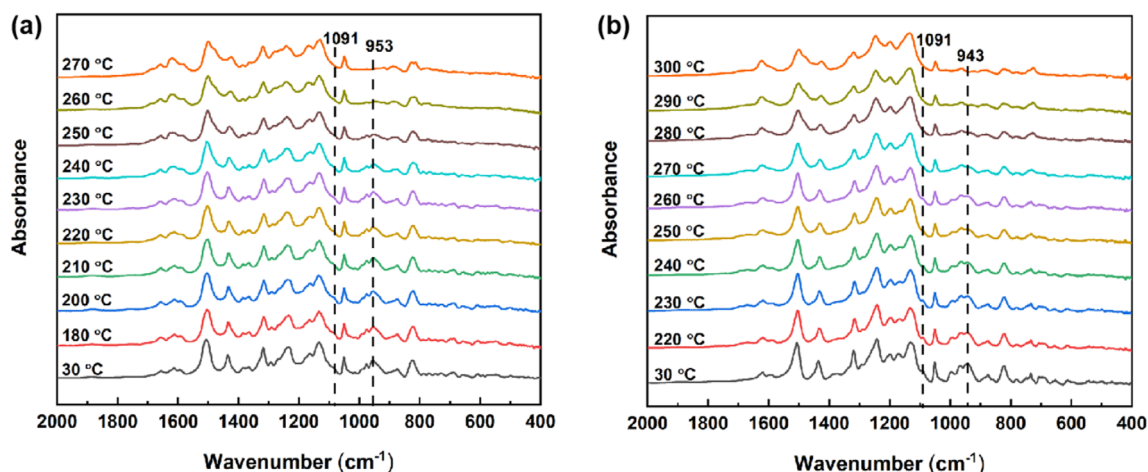 (a)
1091
953
270 °C
260 °C
250 °C
240 °C
230 °C
220 °C
210 °C
200 °C
180 °C
30 °C
Absorbance
2000 1800 1600 1400 1200 1000 800 600 400
Wavenumber (cm⁻¹)
(b)
1091
943
300 °C
290 °C
280 °C
270 °C
260 °C
250 °C
240 °C
230 °C
220 °C
30 °C
Absorbance
2000 1800 1600 1400 1200 1000 800 600 400
Wavenumber (cm⁻¹)